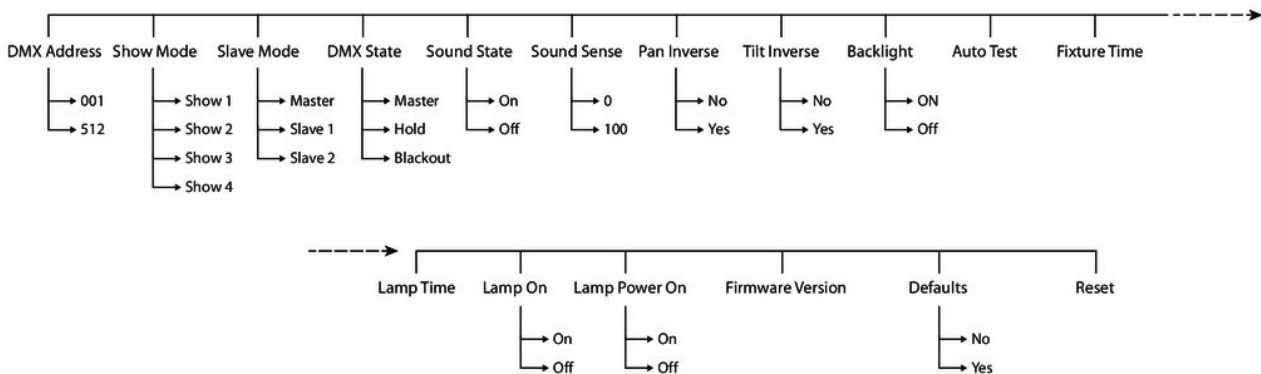 DMX Address Show Mode Slave Mode DMX State Sound State Sound Sense Pan Inverse Tilt Inverse Backlight Auto Test Fixture Time
001 Show 1 Master Master On 0 No No ON
512 Show 2 Slave 1 Hold Off 100 Yes Yes Off
Show 3 Slave 2 Blackout
Show 4
Lamp Time Lamp On Lamp Power On Firmware Version Defaults Reset
On On No
Off Off Yes